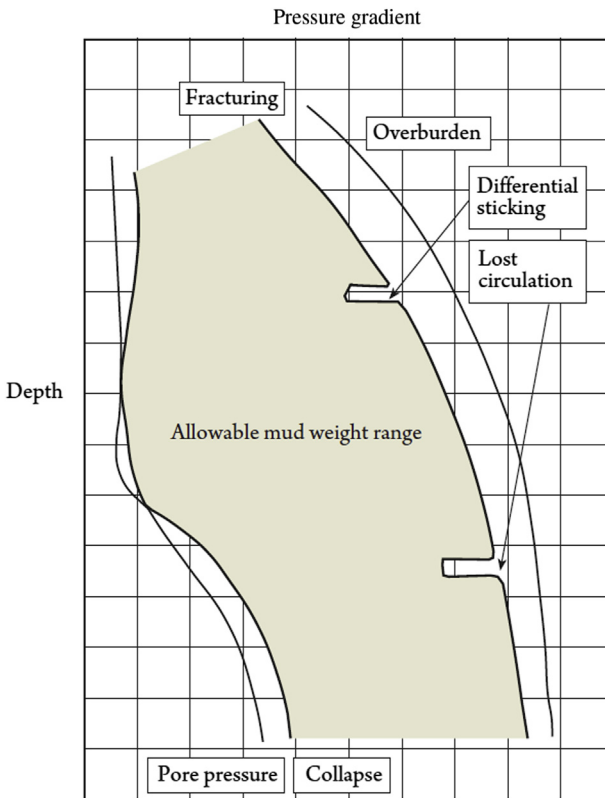 Pressure gradient
Fracturing
Overburden
Differential
sticking
Lost
circulation
Depth
Allowable mud weight range
Pore pressure
Collapse